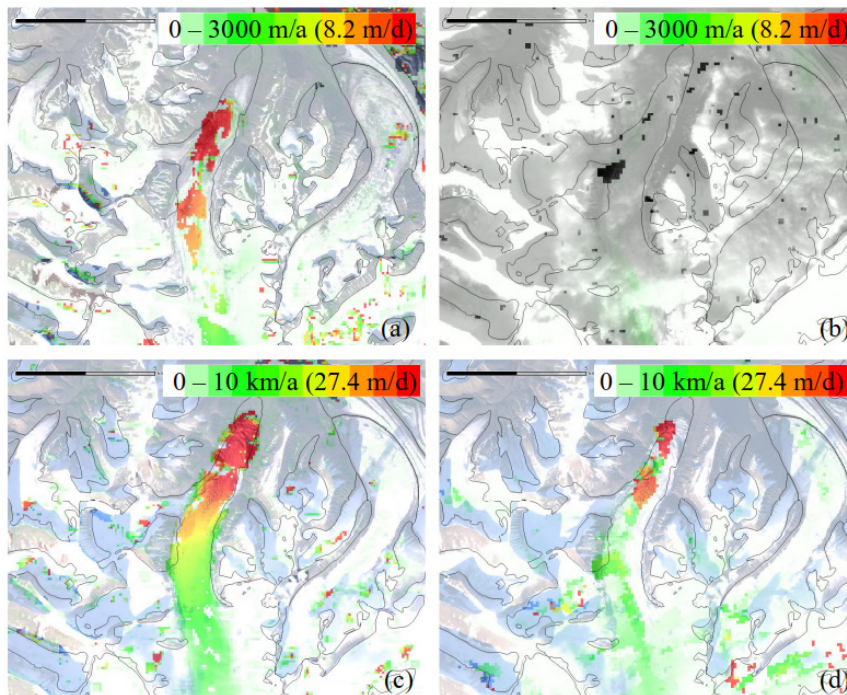 0 – 3000 m/a (8.2 m/d)
(a)
0 – 3000 m/a (8.2 m/d)
(b)
0 – 10 km/a (27.4 m/d)
(c)
0 – 10 km/a (27.4 m/d)
(d)